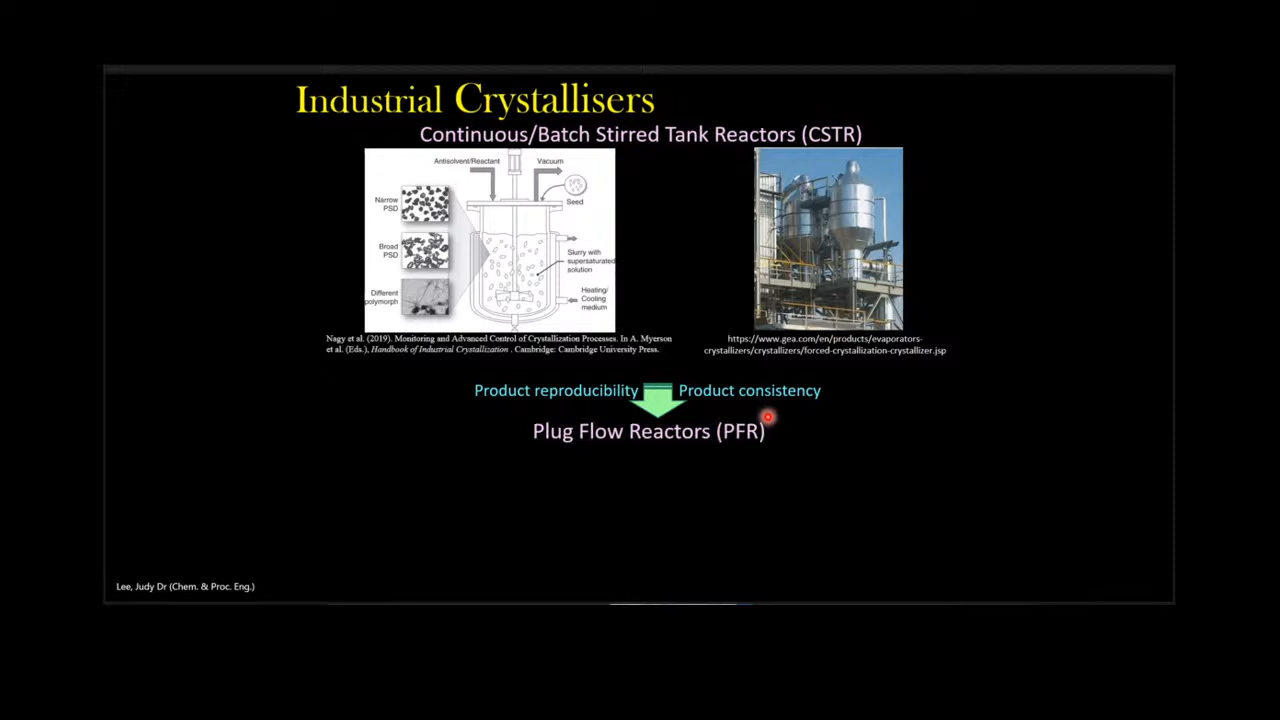 Industrial Crystallisers
Continuous/Batch Stirred Tank Reactors (CSTR)
Antisolvent/Reactant
Vacuum
Seed
Narrow
PSD
Broad
PSD
Different
polymorph
Slurry with
supersaturated
solution
Heating/
Cooling
medium
Nagy et al. (2019). Monitoring and Advanced Control of Crystallization Processes. In A. Myerson
et al. (Eds.), Handbook of Industrial Crystallization . Cambridge: Cambridge University Press.
https://www.gea.com/en/products/evaporators-
crystallizers/crystallizers/forced-crystallization-crystallizer.jsp
Product reproducibility
Product consistency
Plug Flow Reactors (PFR)
Lee, Judy Dr (Chem. & Proc. Eng.)